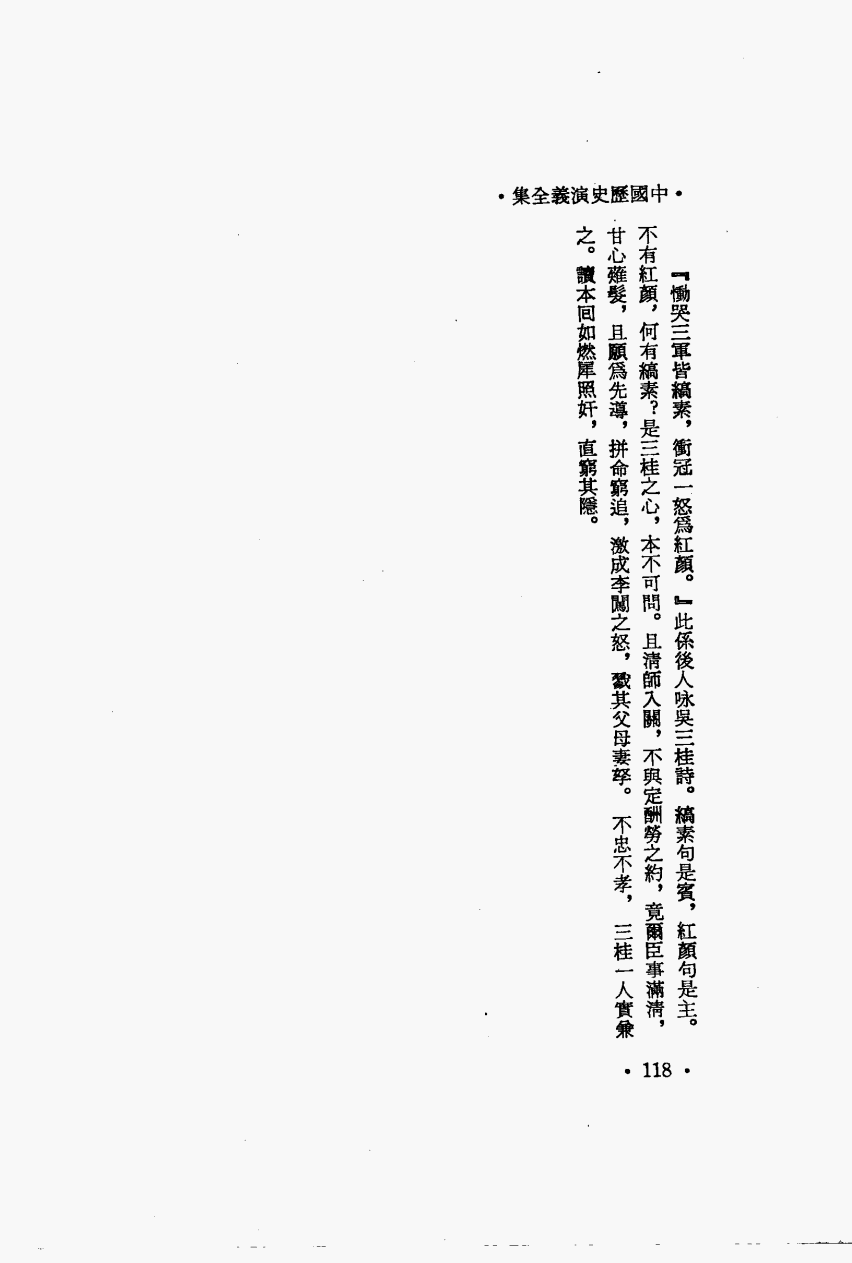 •中國歷史演義全集•
『慟哭三軍皆縞素，衝冠一怒爲紅顏。』此係後人咏吳三桂詩。縞素句是賓，紅顏句是主。
不有紅顏，何有縞素？是三桂之心，本不可問。且清師入關，不與定酬勞之約，竟爾臣事滿清，
甘心薙髮，且願爲先導，拼命窮追，激成李闖之怒，戮其父母妻孥。不忠不孝，三桂一人實兼
之。讀本回如燃犀照奸，直窮其隱。
• 118 •